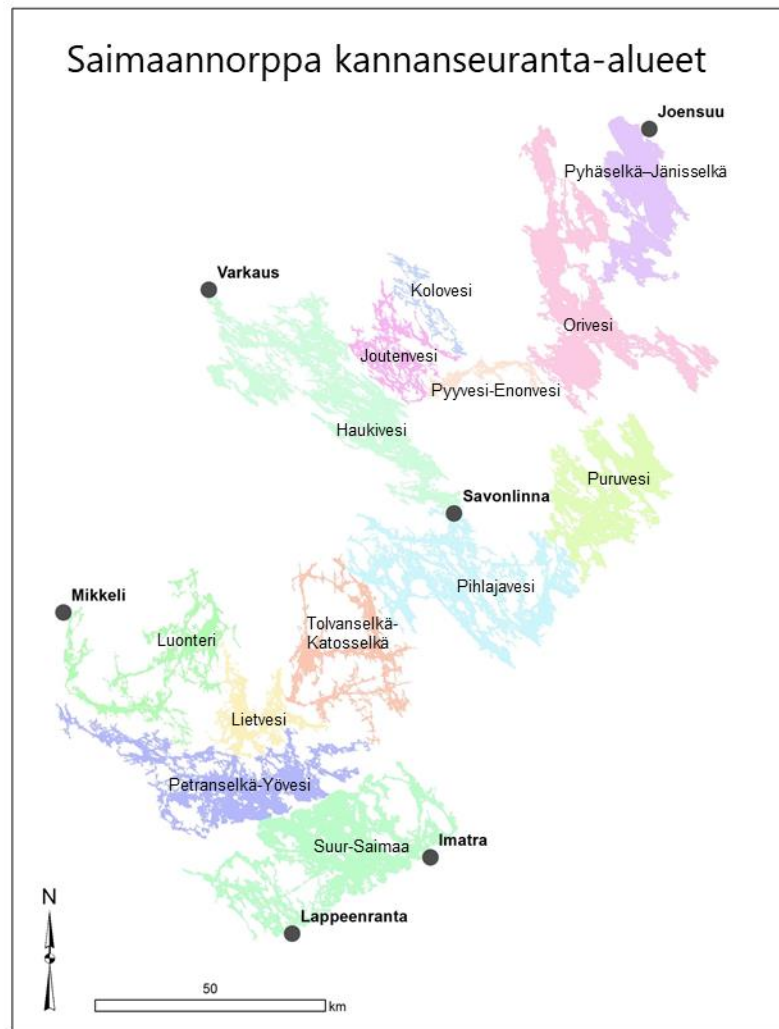 Saimaannorppa kannanseuranta-alueet
Joensuu
Pyhäselkä–Jänisselkä
Varkaus
Kolovesi
Orivesi
Joutenvesi
Pyyvesi-Enonvesi
Haukivesi
Puruvesi
Savonlinna
Pihlajavesi
Mikkeli
Tolvanselkä-
Katosselkä
Luonteri
Lietvesi
Petranselkä-Yövesi
Suur-Saimaa
Imatra
N
Lappeenranta
50
km